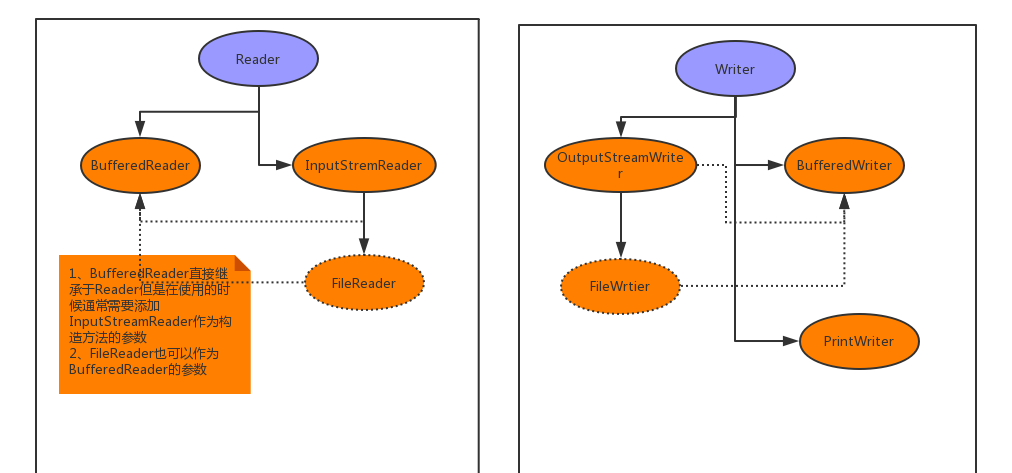 Reader
BufferedReader
InputStremReader
FileReader
1、BufferedReader直接继
承于Reader但是在使用的时
候通常需要添加
InputStreamReader作为构
造方法的参数
2、FileReader也可以作为
BufferedReader的参数
Writer
OutputStreamWrite
r
BufferedWriter
FileWrtier
PrintWriter